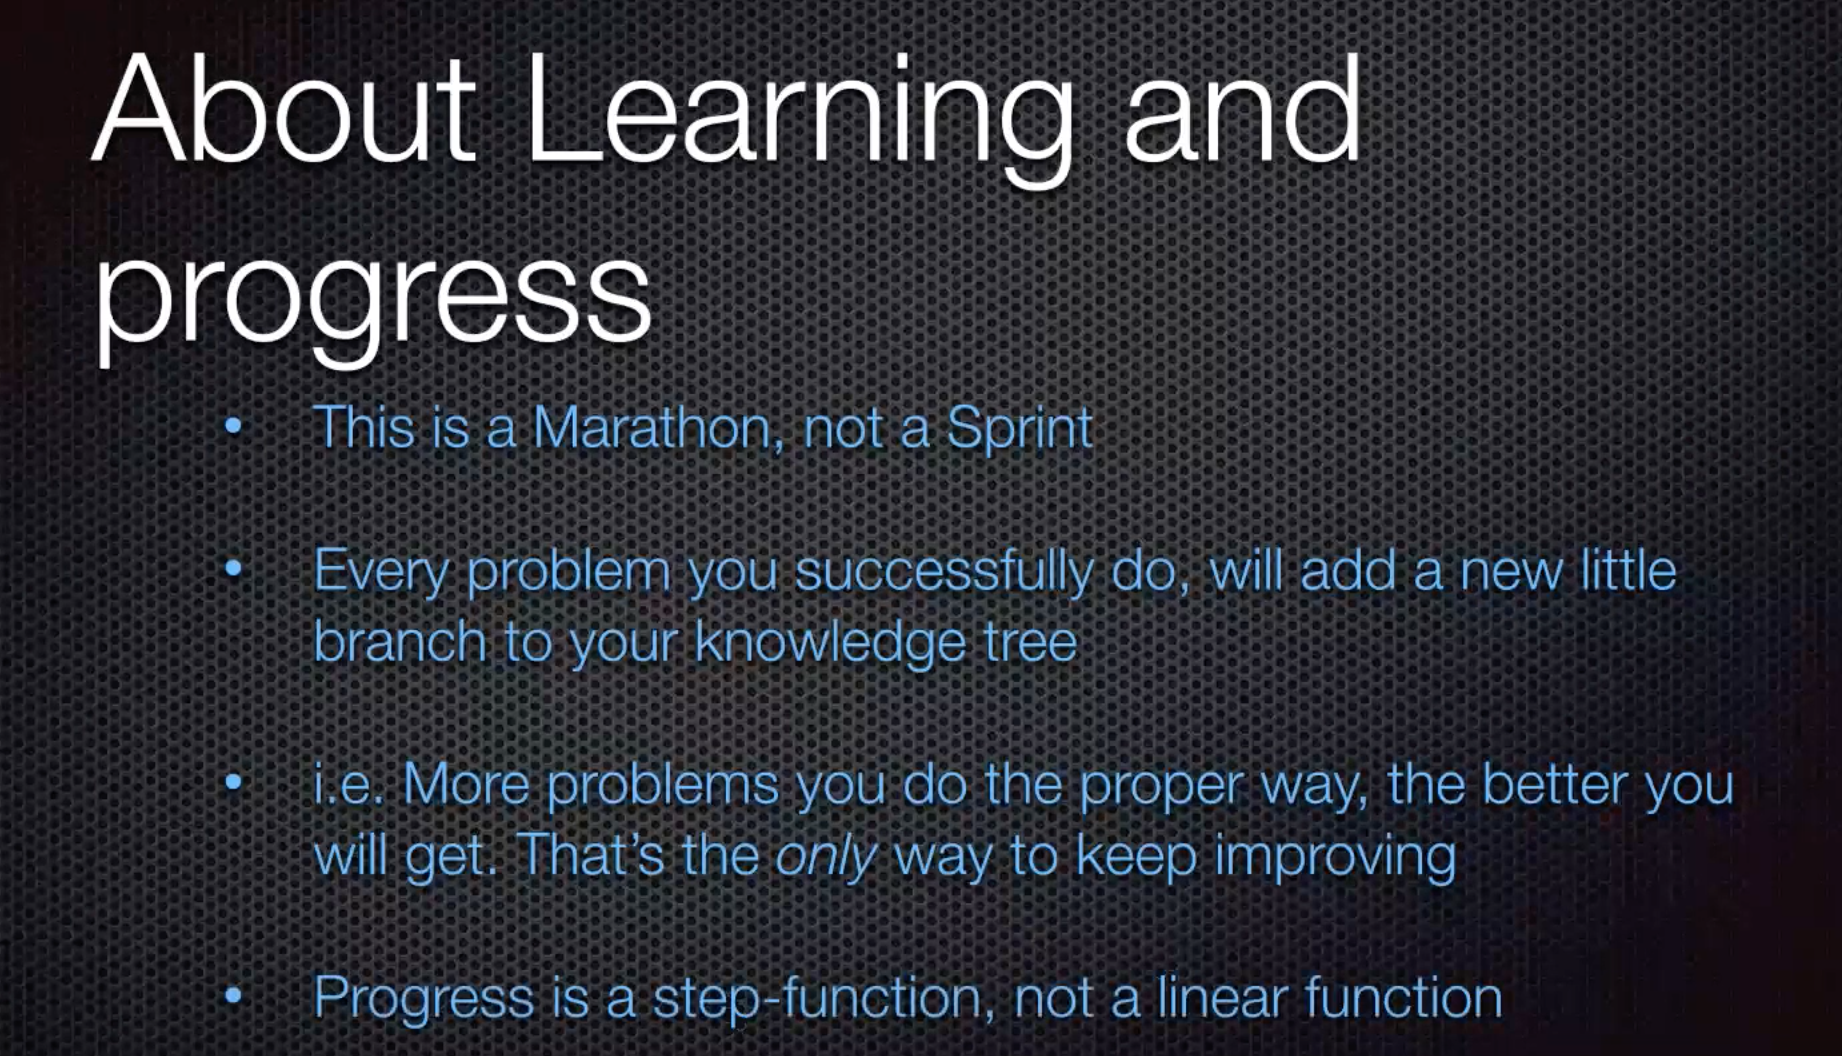 About Learning and
progress
• This is a Marathon, not a Sprint
• Every problem you successfully do, will add a new little
branch to your knowledge tree
• i.e. More problems you do the proper way, the better you
will get. That’s the only way to keep improving
• Progress is a step-function, not a linear function